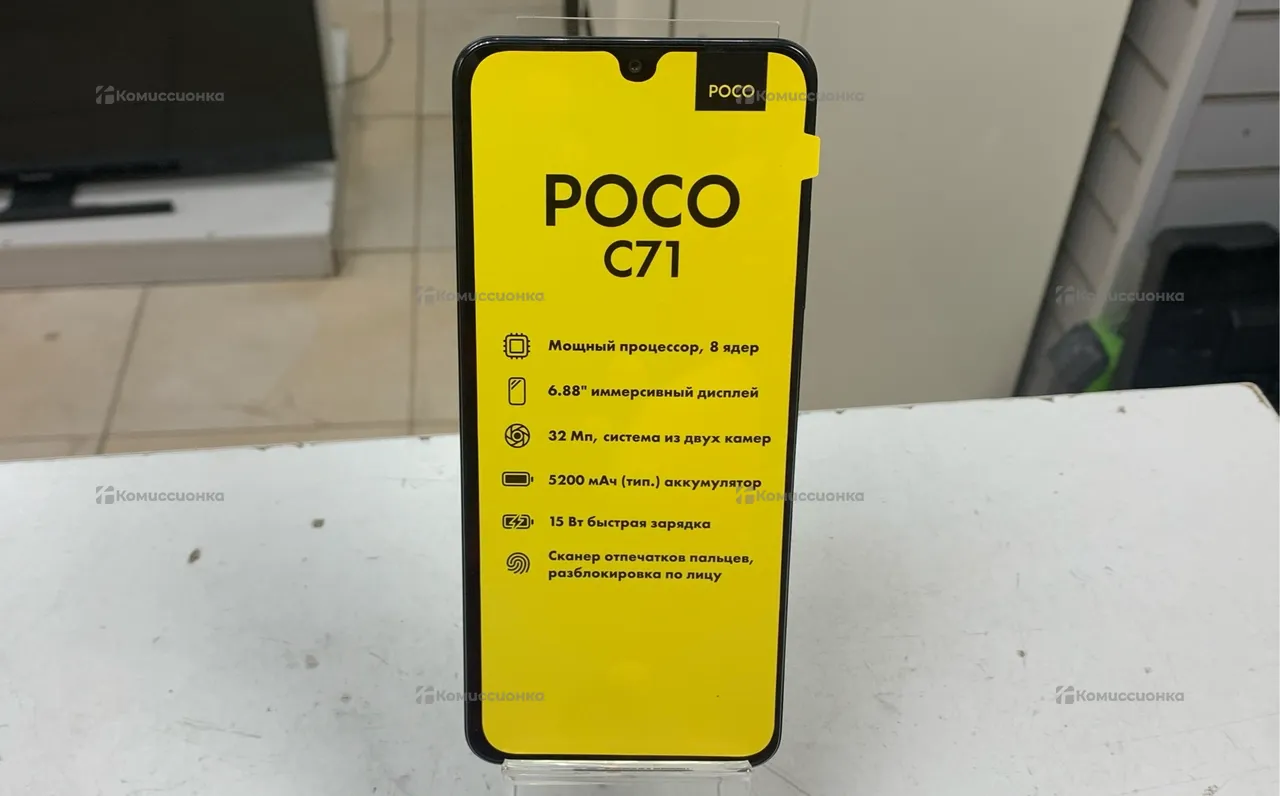 Комиссионка
POCO
Комиссионка
POCO
C71
Комиссионка
Комиссионка
Мощный процессор, 8 ядер
6.88" иммерсивный дисплей
32 Мп, система из двух камер
5200 мАч (тип.) аккумулятор
Комиссионка
Комиссионка
15 Вт быстрая зарядка
Сканер отпечатков пальцев,
разблокировка по лицу
Комиссионка
Комиссионка